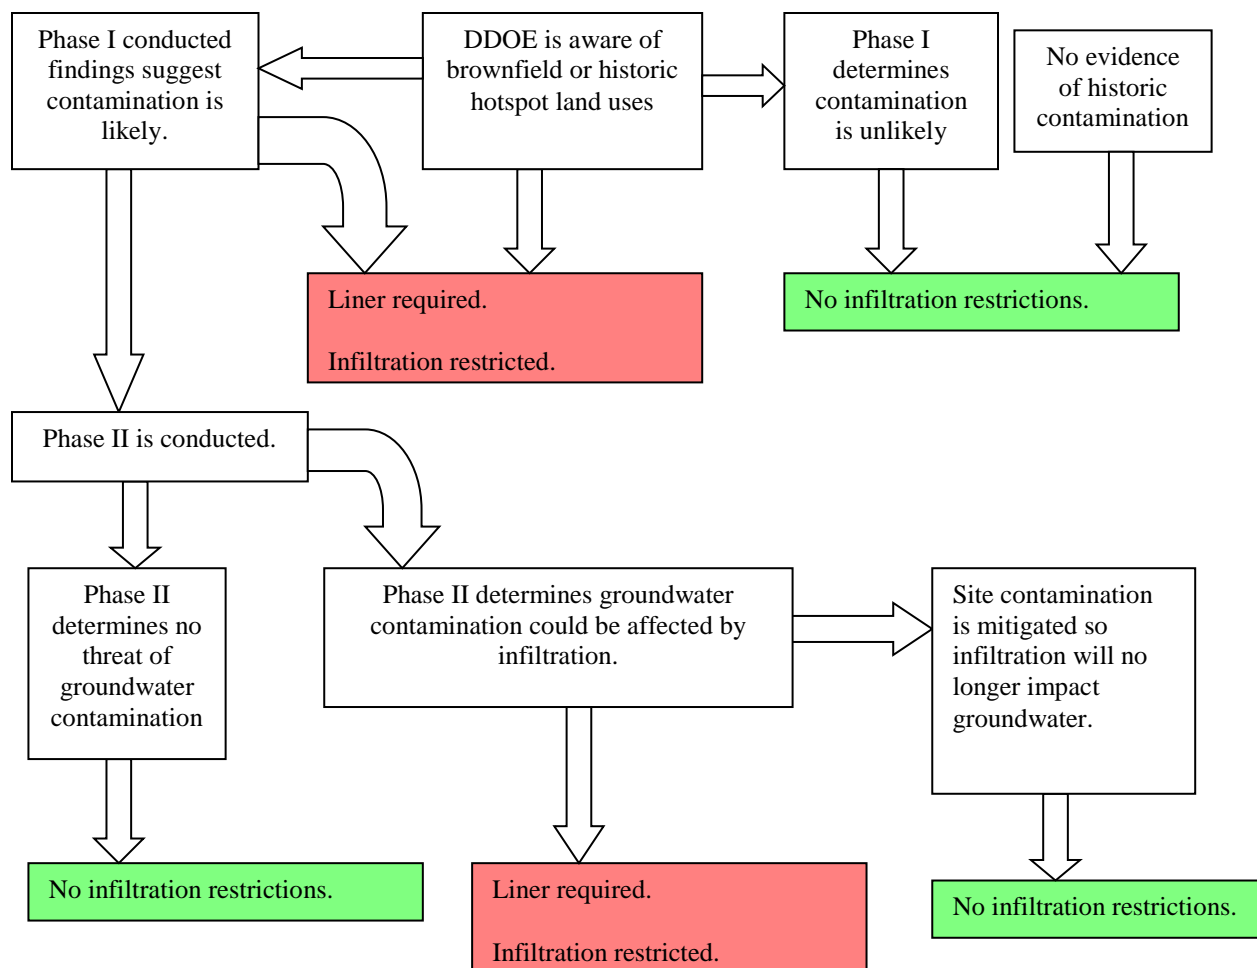 Phase I conducted
findings suggest
contamination is
likely.
DDOE is aware of
brownfield or historic
hotspot land uses
Phase I
determines
contamination
is unlikely
No evidence
of historic
contamination
Liner required.
Infiltration restricted.
No infiltration restrictions.
Phase II is conducted.
Phase II
determines no
threat of
groundwater
contamination
Phase II determines groundwater
contamination could be affected by
infiltration.
Site contamination
is mitigated so
infiltration will no
longer impact
groundwater.
No infiltration restrictions.
Liner required.
Infiltration restricted.
No infiltration restrictions.